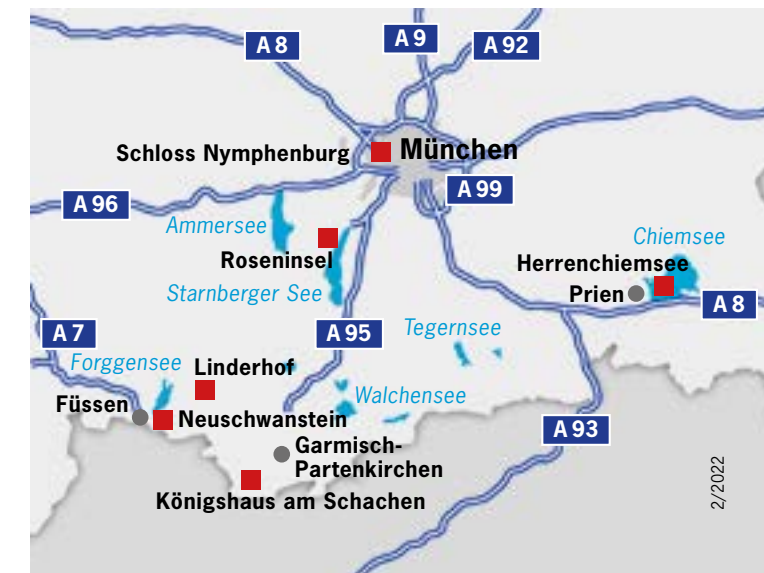 A 8
A 9
A 92
Schloss Nymphenburg
München
A 96
A 99
Ammersee
Roseninsel
Chiemsee
Herrenchiemsee
Starnberger See
Prien
A 8
A 7
A 95
Tegernsee
Forggensee
Linderhof
Walchensee
Füssen
Neuschwanstein
A 93
Garmisch-
Partenkirchen
Königshaus am Schachen
2/2022